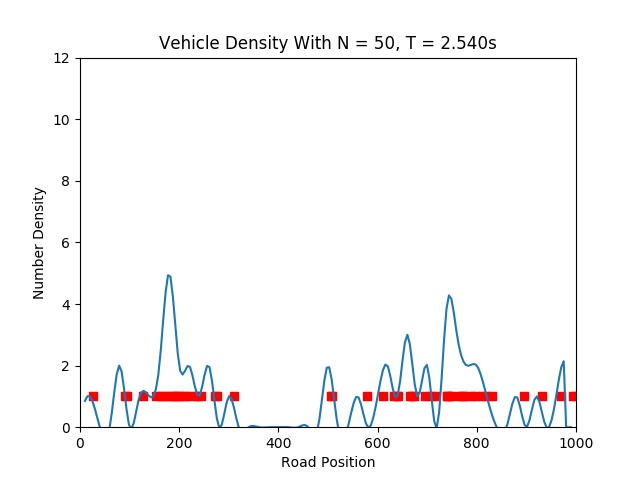 Vehicle Density With N = 50, T = 2.540s
12
10
8
6
4
2
0
Number Density
0 200 400 600 800 1000
Road Position